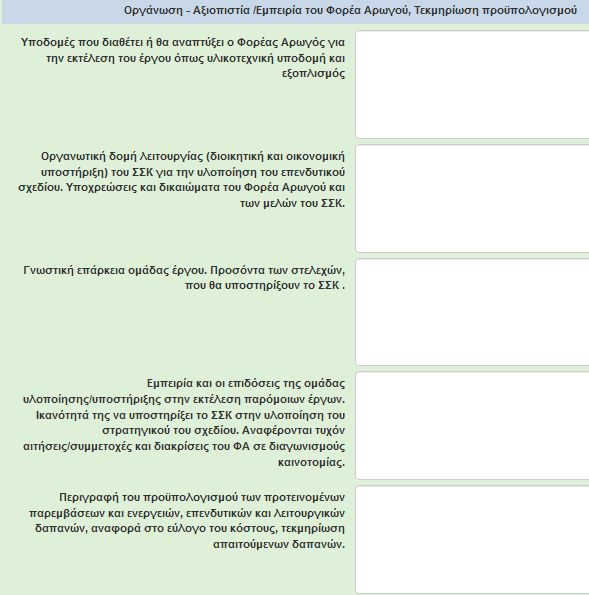 Οργάνωση - Αξιοπιστία /Εμπειρία του Φορέα Αρωγού, Τεκμηρίωση προϋπολογισμού
Υποδομές που διαθέτει ή θα αναπτύξει ο Φορέας Αρωγός για
την εκτέλεση του έργου όπως υλικοτεχνική υποδομή και
εξοπλισμός
Οργανωτική δομή λειτουργίας (διοικητική και οικονομική
υποστήριξη) του ΣΣΚ για την υλοποίηση του επενδυτικού
σχεδίου. Υποχρεώσεις και δικαιώματα του Φορέα Αρωγού και
των μελών του ΣΣΚ.
Γνωστική επάρκεια ομάδας έργου. Προσόντα των στελεχών,
που θα υποστηρίξουν το ΣΣΚ .
Εμπειρία και οι επιδόσεις της ομάδας
υλοποίησης/υποστήριξης στην εκτέλεση παρόμοιων έργων.
Ικανότητά της να υποστηρίξει το ΣΣΚ στην υλοποίηση του
στρατηγικού του σχεδίου. Αναφέρονται τυχόν
αιτήσεις/συμμετοχές και διακρίσεις του ΦΑ σε διαγωνισμούς
καινοτομίας.
Περιγραφή του προϋπολογισμού των προτεινομένων
παρεμβάσεων και ενεργειών, επενδυτικών και λειτουργικών
δαπανών, αναφορά στο εύλογο του κόστους, τεκμηρίωση
απαιτούμενων δαπανών.